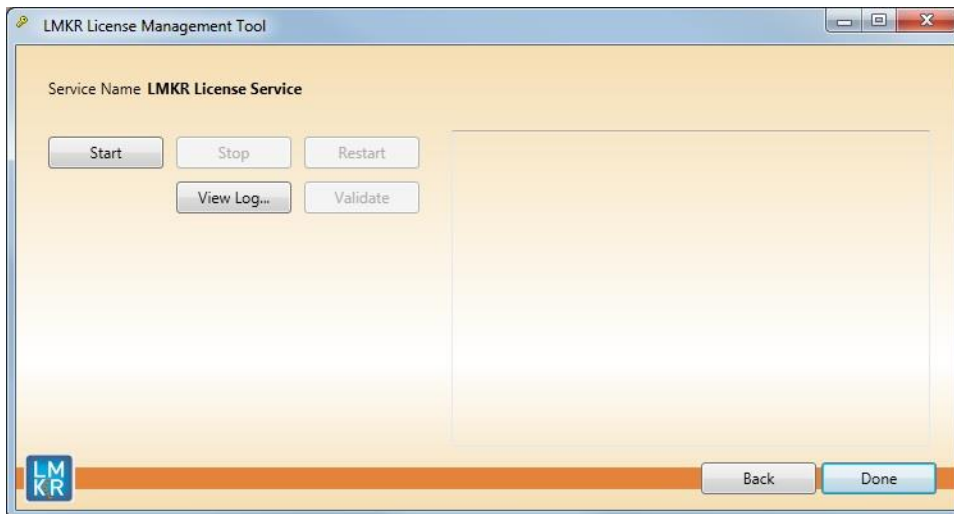 LMKR License Management Tool
Service Name LMKR License Service
Start Stop Restart
View Log... Validate
LM
KR
Back Done